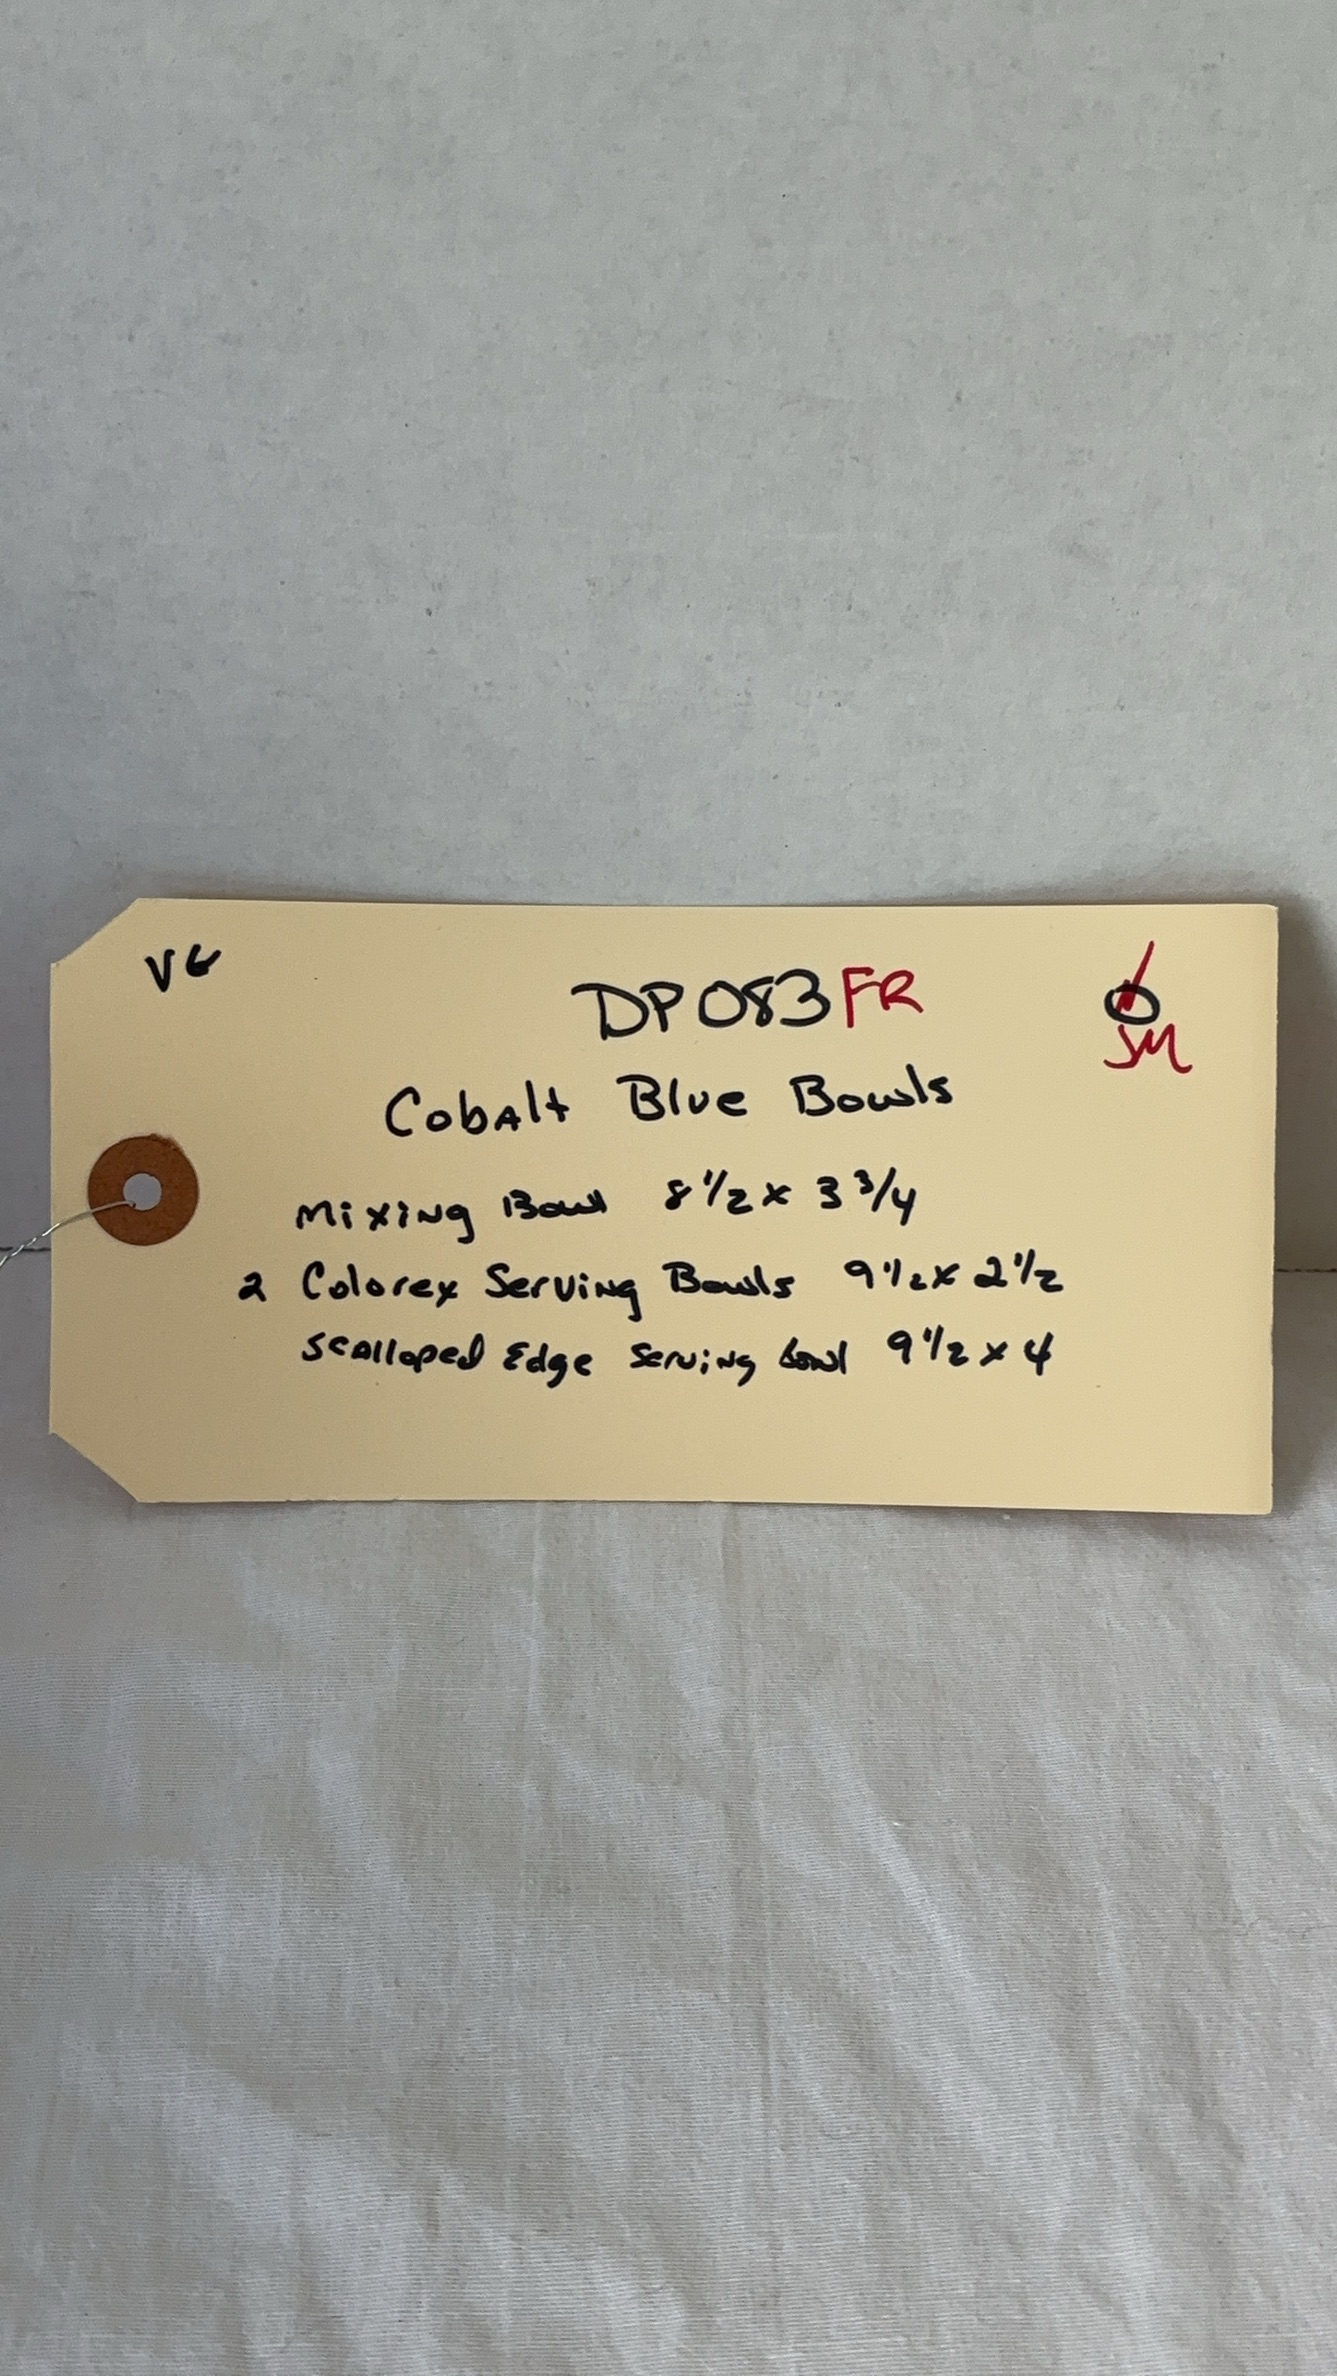 VG
DP083FR
O
SM
Cobalt Blue Bowls
Mixing Bowl 8 1/2 x 3 3/4
2 Colorex Serving Bowls 9 1/2 x 2 1/2
Scalloped Edge Serving bowl 9 1/2 x 4